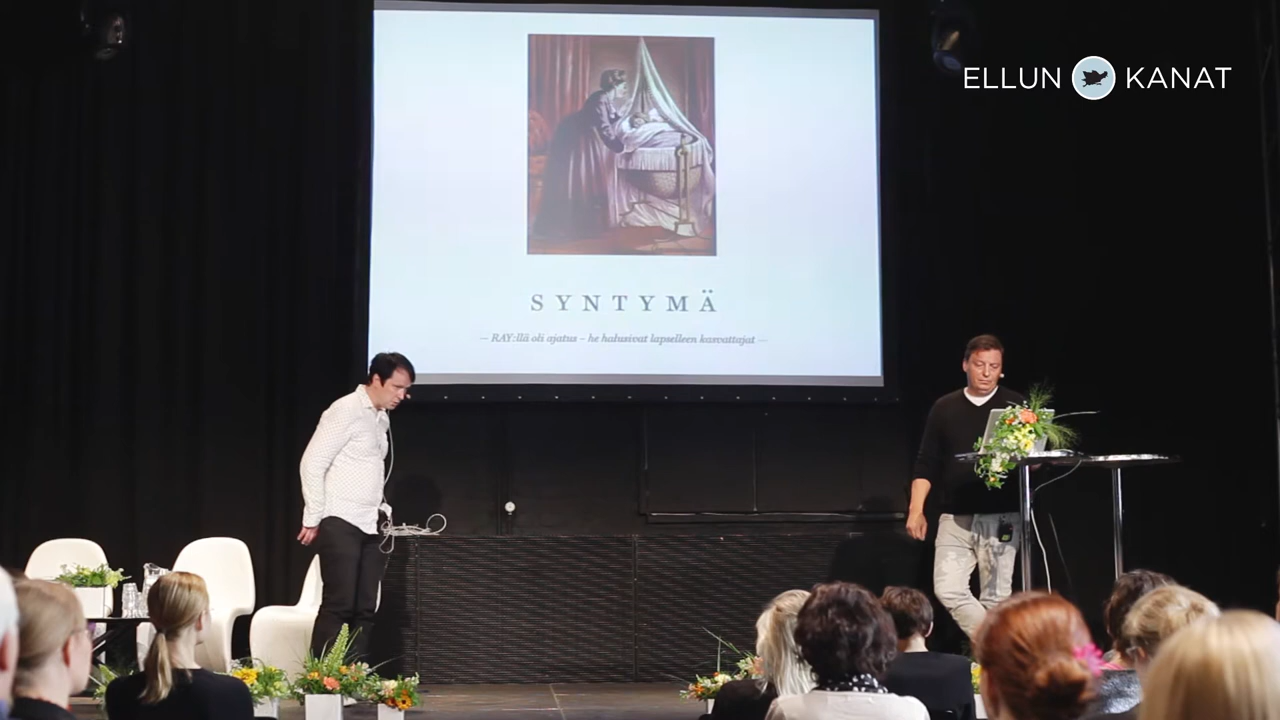 ELLUN KANAT
SYNTYMÄ
– RAY:llä oli ajatus – he halusivat lapselleen kasvattajat –